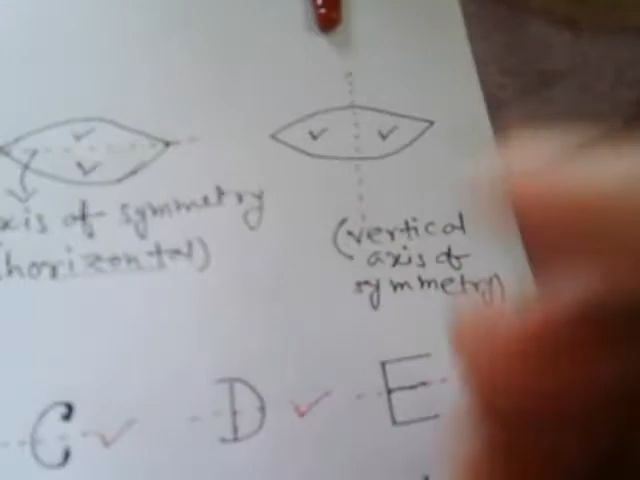 xis of symmetry
(horizontal)
(vertical
axis of
symmetry)
C D E